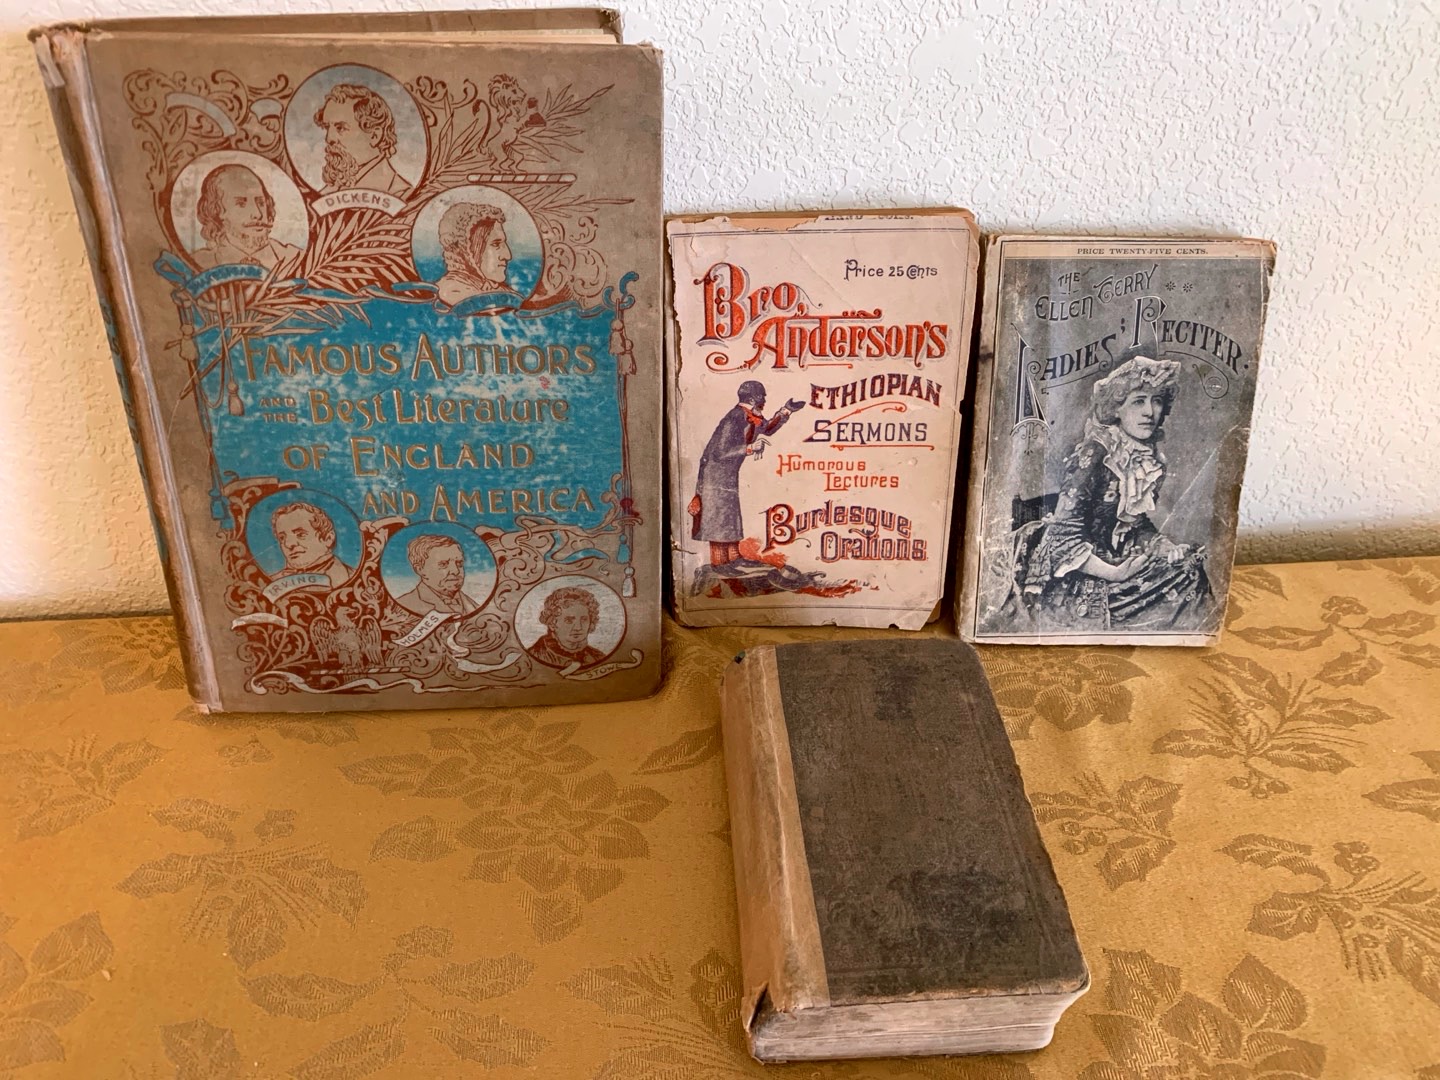 DICKENS
SHAKESPEARE
FAMOUS AUTHORS
AND THE BEST LITERATURE
OF ENGLAND
AND AMERICA
IRVING
HOLMES
STOWE
Price 25 Cents
Bro. Anderson's
ETHIOPIAN
SERMONS
Humorous
Lectures
Burlesque
Orations
PRICE TWENTY-FIVE CENTS.
THE
ELLEN TERRY
LADIES' RECITER.